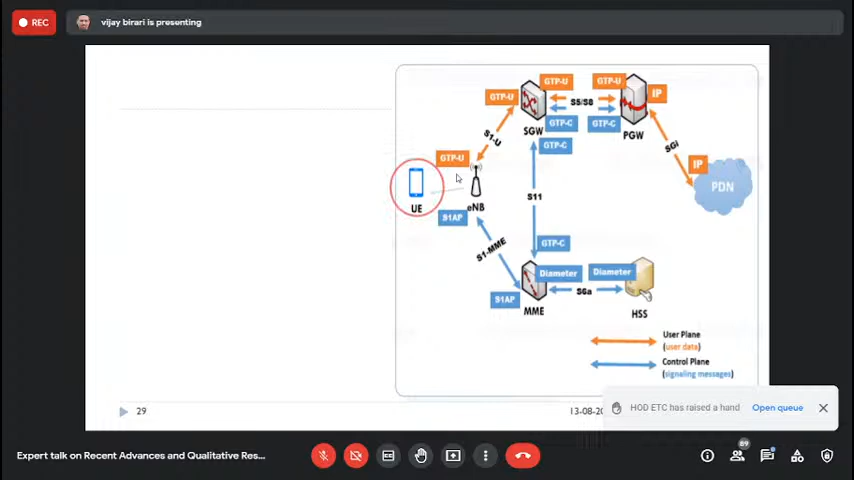 REC
vijay birari is presenting
GTP-U
GTP-U
IP
GTP-U
S5/S8
SGW
GTP-C
GTP-C
PGW
S1-U
GTP-C
SGi
GTP-U
IP
PDN
UE
eNB
S11
S1AP
S1-MME
GTP-C
Diameter
Diameter
S6a
S1AP
MME
HSS
User Plane
(user data)
Control Plane
(signaling messages)
29
13-08-20
HOD ETC has raised a hand
Open queue
Expert talk on Recent Advances and Qualitative Res...
69